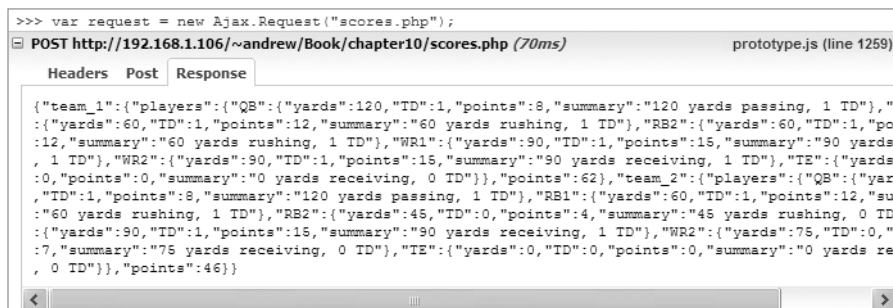 >>> var request = new Ajax.Request("scores.php");
POST http://192.168.1.106/~andrew/Book/chapter10/scores.php (70ms) prototype.js (line 1259)
Headers Post Response
{"team_1":{"players":{"QB":{"yards":120,"TD":1,"points":8,"summary":"120 yards passing, 1 TD"},"
:{"yards":60,"TD":1,"points":12,"summary":"60 yards rushing, 1 TD"},"RB2":{"yards":60,"TD":1,"po
:12,"summary":"60 yards rushing, 1 TD"},"WR1":{"yards":90,"TD":1,"points":15,"summary":"90 yards
, 1 TD"},"WR2":{"yards":90,"TD":1,"points":15,"summary":"90 yards receiving, 1 TD"},"TE":{"yards
:0,"points":0,"summary":"0 yards receiving, 0 TD"}},"points":62},"team_2":{"players":{"QB":{"yar
,"TD":1,"points":8,"summary":"120 yards passing, 1 TD"},"RB1":{"yards":60,"TD":1,"points":12,"su
:"60 yards rushing, 1 TD"},"RB2":{"yards":45,"TD":0,"points":4,"summary":"45 yards rushing, 0 TD
:{"yards":90,"TD":1,"points":15,"summary":"90 yards receiving, 1 TD"},"WR2":{"yards":75,"TD":0,"
:7,"summary":"75 yards receiving, 0 TD"},"TE":{"yards":0,"TD":0,"points":0,"summary":"0 yards re
, 0 TD"}},"points":46}}